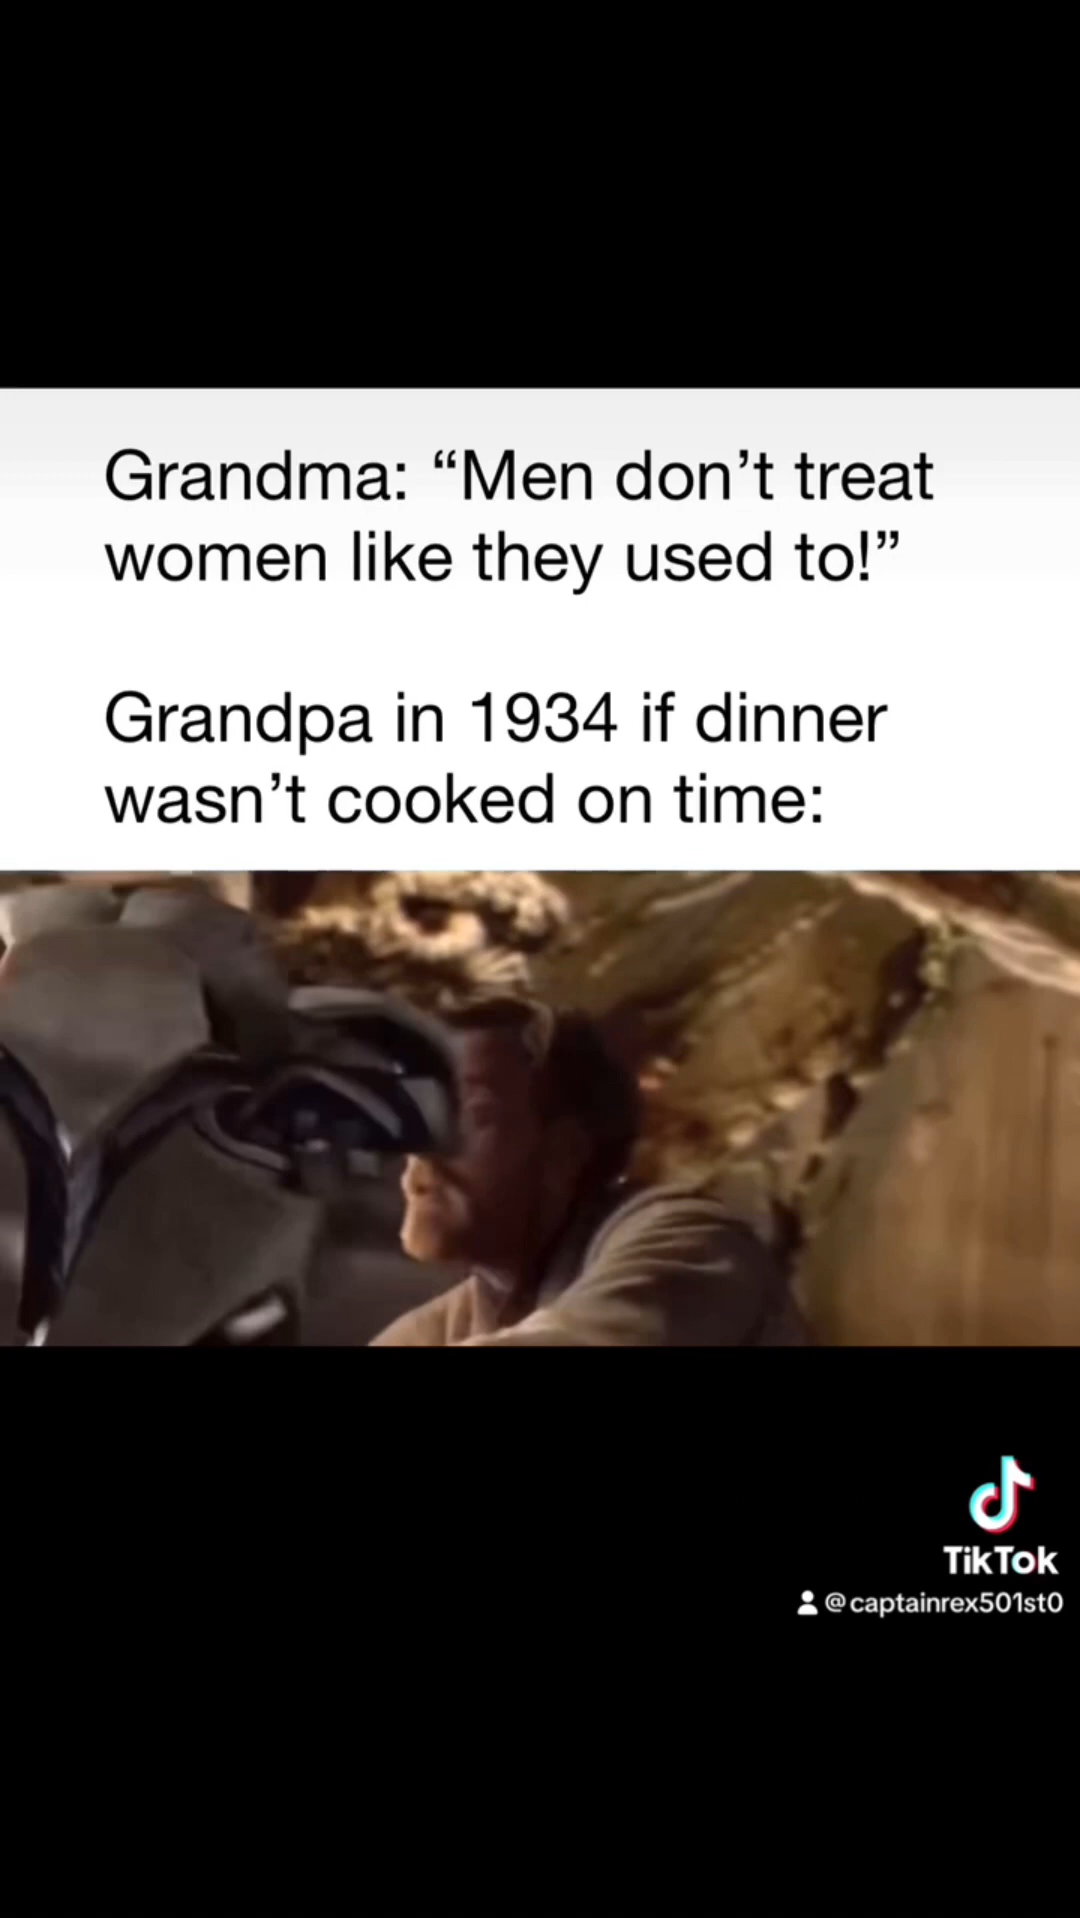 Grandma: “Men don’t treat
women like they used to!”
Grandpa in 1934 if dinner
wasn’t cooked on time:
TikTok
@captainrex501st0